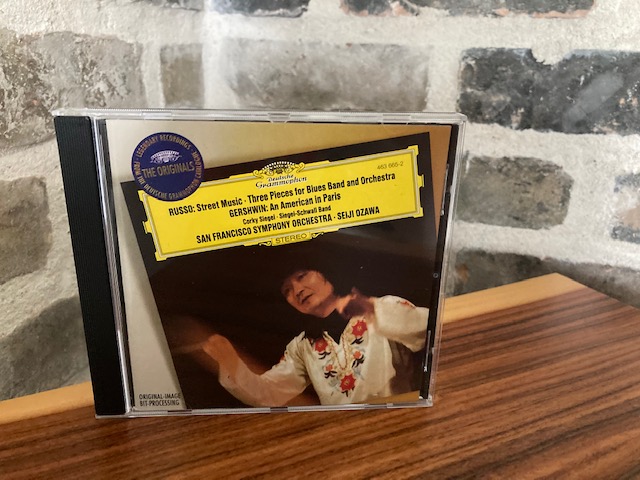 LEGENDARY RECORDINGS
THE ORIGINALS
Deutsche
Grammophon
463 665-2
RUSSO: Street Music · Three Pieces for Blues Band and Orchestra
GERSHWIN: An American in Paris
Corky Siegel · Siegel-Schwall Band
SAN FRANCISCO SYMPHONY ORCHESTRA · SEIJI OZAWA
STEREO
ORIGINAL-IMAGE
BIT-PROCESSING